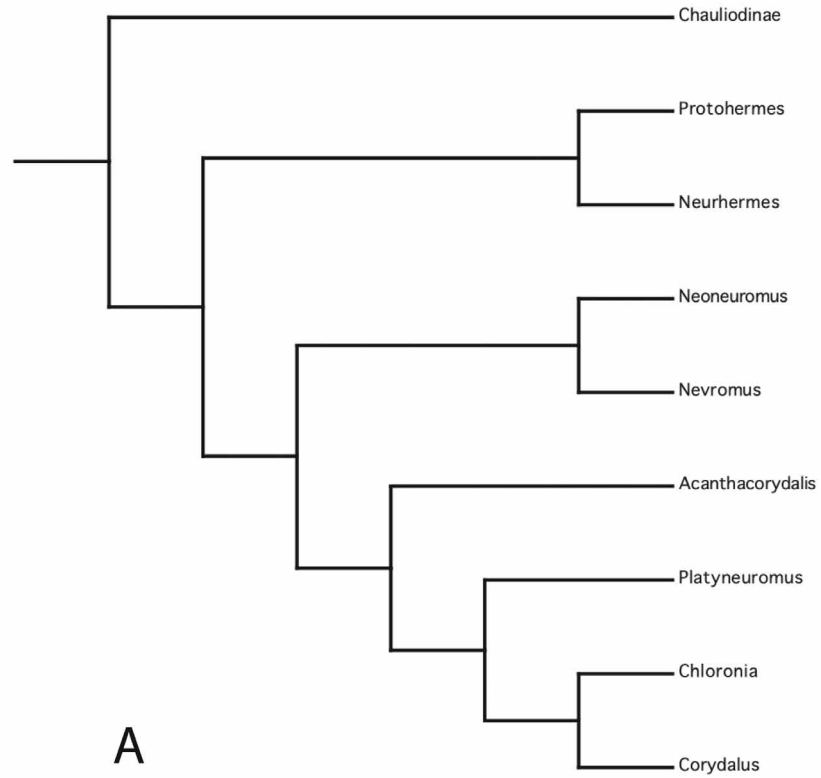 Chauliodinae
Protohermes
Neurhermes
Neoneuromus
Nevromus
Acanthacorydalis
Platyneuromus
Chloronia
A
Corydalus